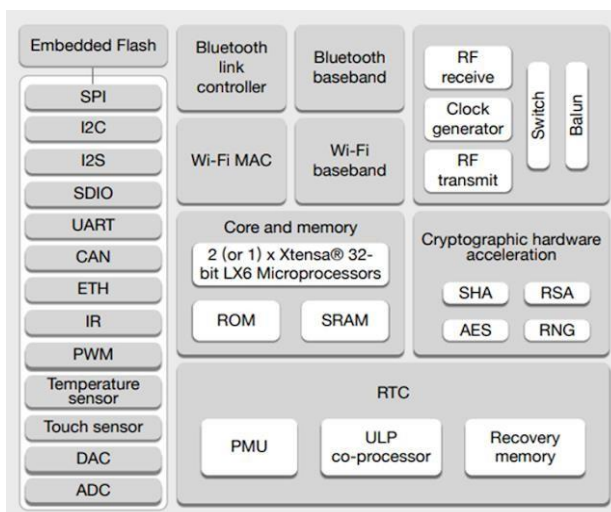 Embedded Flash
SPI
I2C
I2S
SDIO
UART
CAN
ETH
IR
PWM
Temperature
sensor
Touch sensor
DAC
ADC
Bluetooth
link
controller
Bluetooth
baseband
Wi-Fi MAC
Wi-Fi
baseband
RF
receive
Clock
generator
RF
transmit
Switch
Balun
Core and memory
2 (or 1) x Xtensa® 32-
bit LX6 Microprocessors
ROM
SRAM
Cryptographic hardware
acceleration
SHA
RSA
AES
RNG
RTC
PMU
ULP
co-processor
Recovery
memory